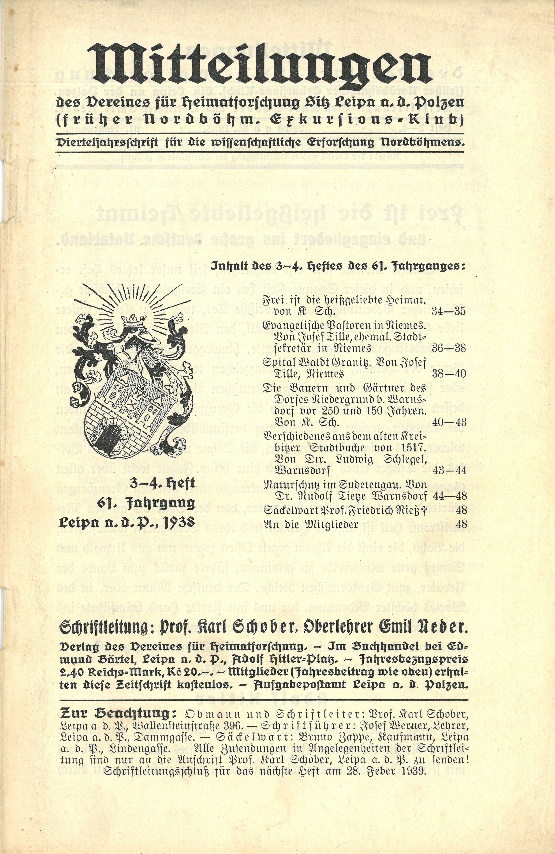 Mitteilungen
des Vereines für Heimatforschung Sitz Leipa a. d. Polzen
(früher Nordböhm. Exkursions-Klub)
Vierteljahrsschrift für die wissenschaftliche Erforschung Nordböhmens.
Inhalt des 3–4. Heftes des 61. Jahrganges:
Frei ist die heißgeliebte Heimat.
von K. Sch. 34—35
Evangelische Pastoren in Niemes.
Von Josef Tille, ehemal. Stadt-
sekretär in Niemes 36—38
Spital Waldt Graniz. Von Josef
Tille, Niemes 38—40
Die Bauern und Gärtner des
Dorfes Niedergrund b. Warns-
dorf vor 250 und 150 Jahren.
Von K. Sch. 40—43
Verschiedenes aus dem alten Krei-
bitzer Stadtbuche von 1517.
Von Dr. Ludwig Schlegel,
Warnsdorf 43—44
Naturschutz im Sudetengau. Von
Dr. Rudolf Tietze Warnsdorf 44—48
Säckelwart Prof. Friedrich Rieß † 48
An die Mitglieder 48
3–4. Heft
61. Jahrgang
Leipa a. d. P., 1938
Schriftleitung: Prof. Karl Schober, Oberlehrer Emil Neder.
Verlag des Vereines für Heimatforschung. – Im Buchhandel bei Ed-
mund Bärtel, Leipa a. d. P., Adolf Hitler-Platz. – Jahresbezugspreis
2.40 Reichs-Mark, Kč 20.–. – Mitglieder (Jahresbeitrag wie oben) erhal-
ten diese Zeitschrift kostenlos. – Aufgabepostamt Leipa a. d. Polzen.
Zur Beachtung: Obmann und Schriftleiter: Prof. Karl Schober,
Leipa a. d. P., Wallensteinstraße 396. — Schriftführer: Josef Werner, Lehrer,
Leipa a. d. P., Dammgasse. — Säckelwart: Bruno Zappe, Kaufmann, Leipa
a. d. P., Lindengasse. Alle Zusendungen in Angelegenheiten der Schriftlei-
tung sind nur an die Anschrift Prof. Karl Schober, Leipa a. d. P. zu senden!
Schriftleitungsschluß für das nächste Heft am 28. Feber 1939.